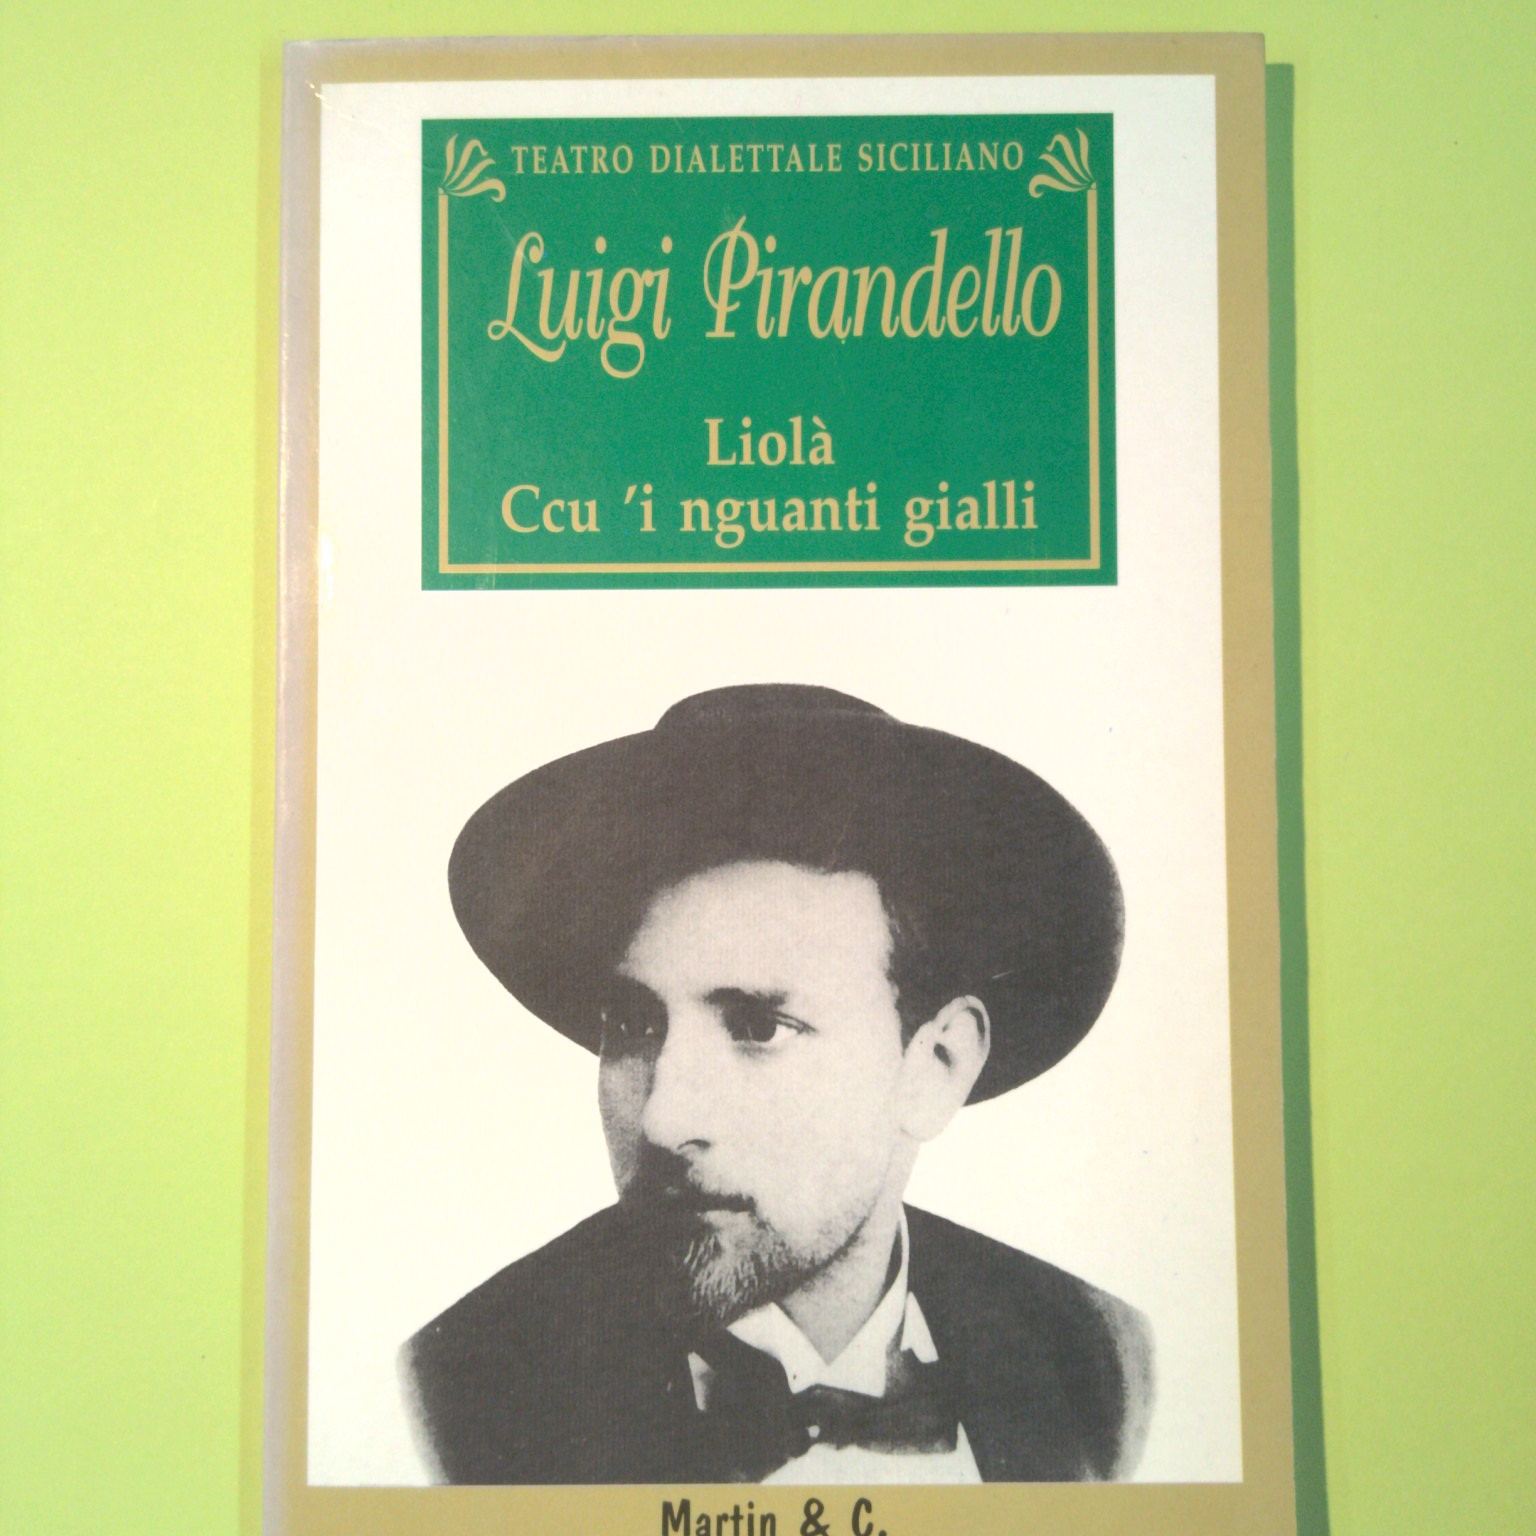 TEATRO DIALETTALE SICILIANO
Luigi Pirandello
Liolà
Ccu 'i nguanti gialli
Martin & C.